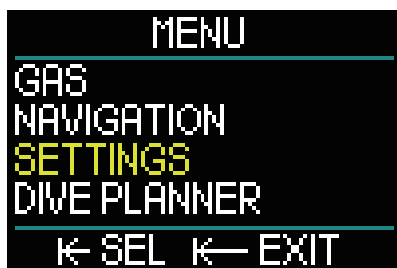 MENU
GAS
NAVIGATION
SETTINGS
DIVE PLANNER
SEL EXIT